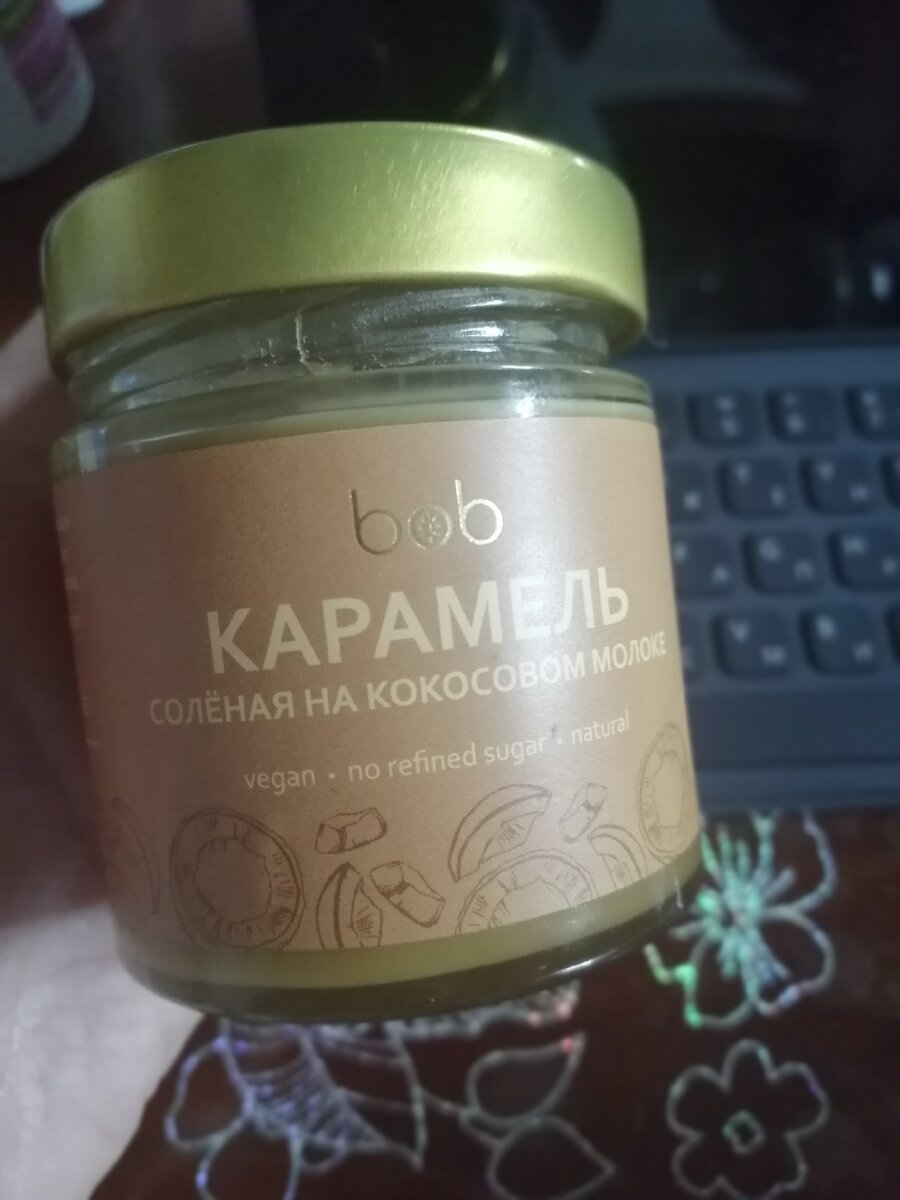 bob
КАРАМЕЛЬ
СОЛЁНАЯ НА КОКОСОВОМ МОЛОКЕ
vegan • no refined sugar • natural